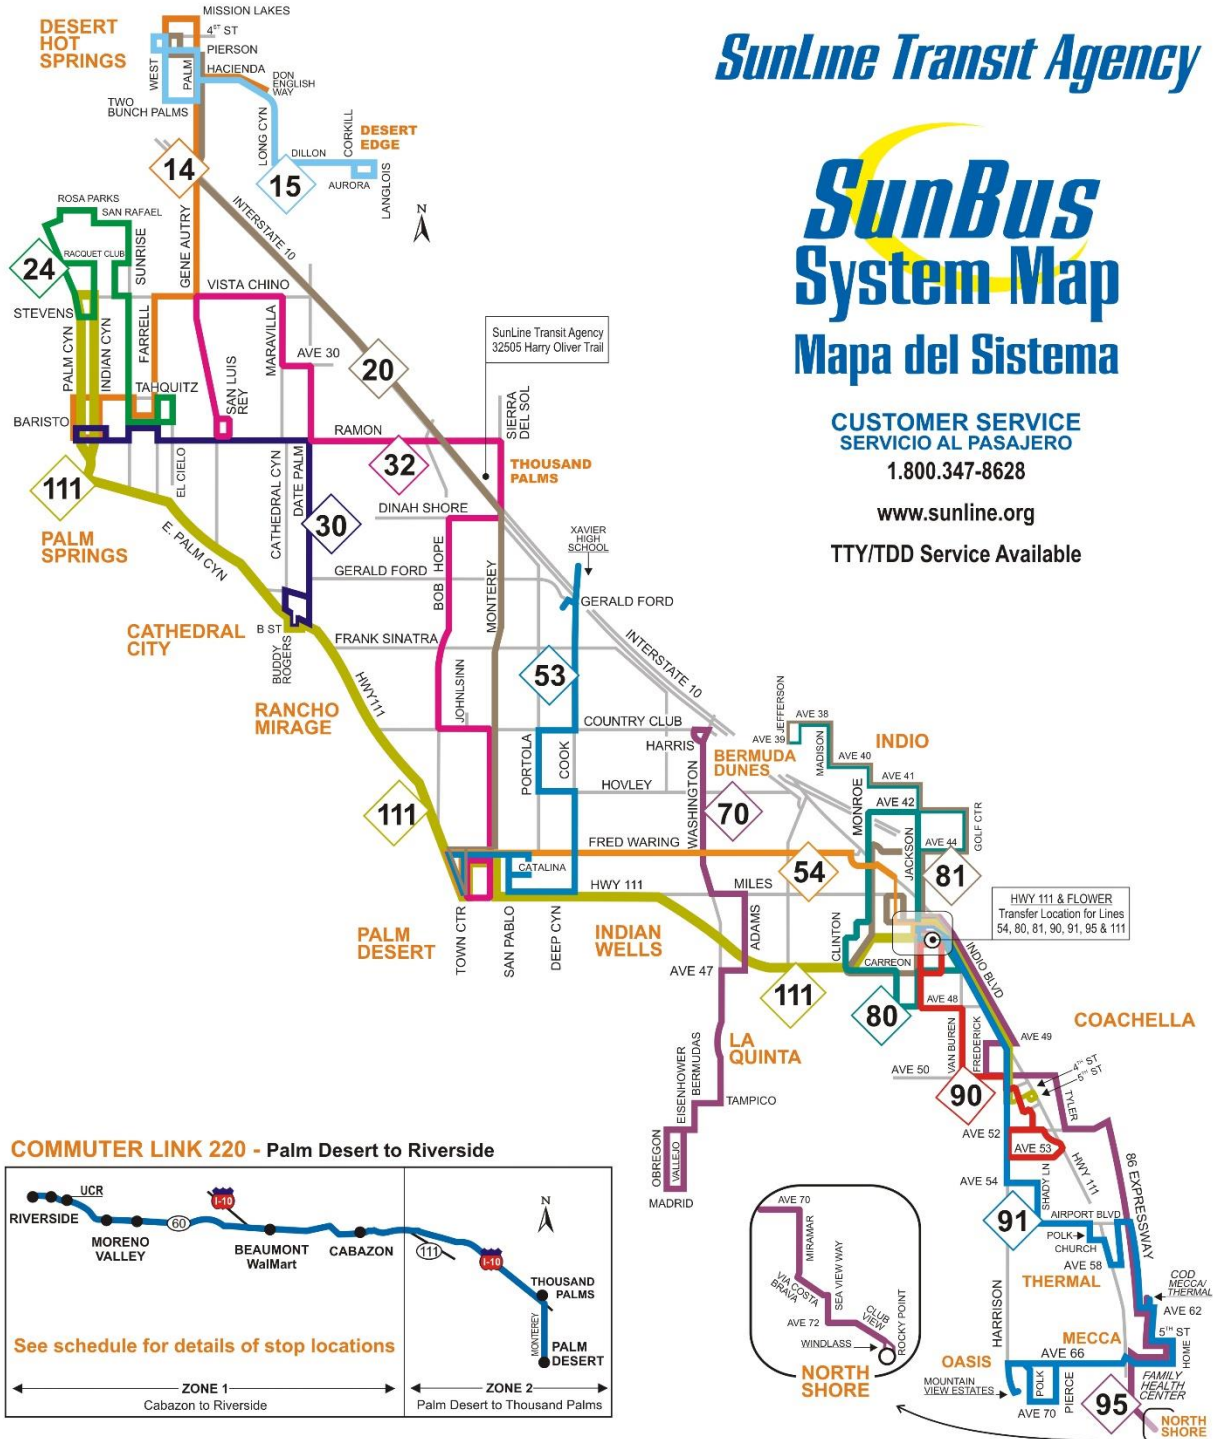 SunLine Transit Agency
SunBus
System Map
Mapa del Sistema
CUSTOMER SERVICE
SERVICIO AL PASAJERO
1.800.347-8628
www.sunline.org
TTY/TDD Service Available
DESERT
HOT
SPRINGS
MISSION LAKES
4ST ST
PIERSON
WEST
PALM
HACIENDA
DON
ENGLISH
WAY
TWO
BUNCH PALMS
LONG CYN
DESERT
EDGE
CORKILL
DILLON
AURORA
LANGLOIS
14
15
N
ROSA PARKS
SAN RAFAEL
RACQUET CLUB
SUNRISE
GENE AUTRY
INTERSTATE 10
24
VISTA CHINO
STEVENS
PALM CYN
INDIAN CYN
FARRELL
MARAVILLA
AVE 30
SAN LUIS
REY
TAHQUITZ
BARISTO
20
SunLine Transit Agency
32505 Harry Oliver Trail
SIERRA
DEL SOL
RAMON
32
THOUSAND
PALMS
111
EL CIELO
CATHEDRAL CYN
DATE PALM
30
DINAH SHORE
PALM
SPRINGS
E. PALM CYN
XAVIER
HIGH
SCHOOL
GERALD FORD
BOB HOPE
MONTEREY
GERALD FORD
CATHEDRAL
CITY
B ST
BUDDY
ROGERS
FRANK SINATRA
INTERSTATE 10
53
RANCHO
MIRAGE
HWY111
JOHNLSINN
COUNTRY CLUB
HARRIS
PORTOLA
COOK
HOVLEY
WASHINGTON
BERMUDA
DUNES
JEFFERSON
AVE 38
AVE 39
MADISON
AVE 40
INDIO
AVE 41
AVE 42
MONROE
JACKSON
AVE 44
GOLF CTR
111
70
FRED WARING
54
81
CATALINA
HWY 111
MILES
HWY 111 & FLOWER
Transfer Location for Lines
54, 80, 81, 90, 91, 95 & 111
PALM
DESERT
TOWN CTR
SAN PABLO
DEEP CYN
INDIAN
WELLS
ADAMS
AVE 47
CLINTON
CARREON
INDIO BLVD
111
80
AVE 48
VAN BUREN
FREDERICK
COACHELLA
AVE 49
LA
QUINTA
EISENHOWER
BERMUDAS
TAMPICO
AVE 50
4TH ST
5TH ST
90
TYLER
AVE 52
AVE 53
OBREGON
VALLEJO
MADRID
HWY 111
86 EXPRESSWAY
AVE 54
SHADY LN
91
AIRPORT BLVD
POLK
CHURCH
AVE 58
THERMAL
COD
MECCA/
THERMAL
AVE 62
HARRISON
MECCA
5TH ST
HOME
AVE 66
OASIS
MOUNTAIN
VIEW ESTATES
POLK
PIERCE
AVE 70
FAMILY
HEALTH
CENTER
95
NORTH
SHORE
AVE 70
MIRAMAR
VIA COSTA
BRAVA
SEA VIEW WAY
AVE 72
CLUB
VIEW
WINDLASS
ROCKY POINT
NORTH
SHORE
COMMUTER LINK 220 - Palm Desert to Riverside
UCR
RIVERSIDE
MORENO
VALLEY
60
I-10
BEAUMONT
WalMart
CABAZON
111
I-10
N
THOUSAND
PALMS
MONTEREY
PALM
DESERT
See schedule for details of stop locations
ZONE 1
Cabazon to Riverside
ZONE 2
Palm Desert to Thousand Palms